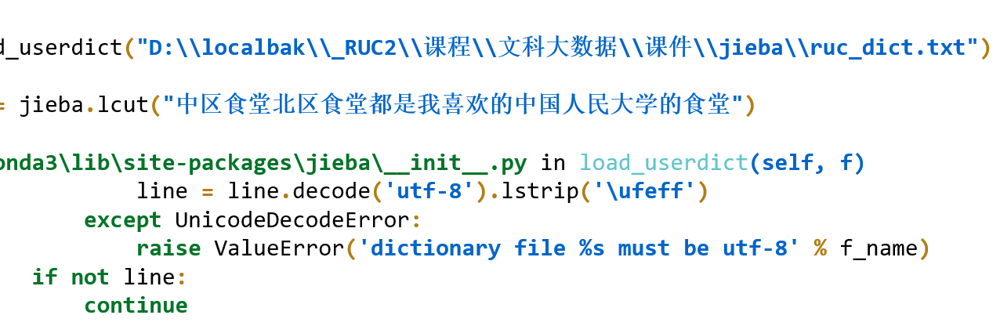 d_userdict("D:\\localbak\\_RUC2\\课程\\文科大数据\\课件\\jieba\\ruc_dict.txt")
= jieba.lcut("中区食堂北区食堂都是我喜欢的中国人民大学的食堂")
onda3\lib\site-packages\jieba\__init__.py in load_userdict(self, f)
line = line.decode('utf-8').lstrip('\ufeff')
except UnicodeDecodeError:
raise ValueError('dictionary file %s must be utf-8' % f_name)
if not line:
continue